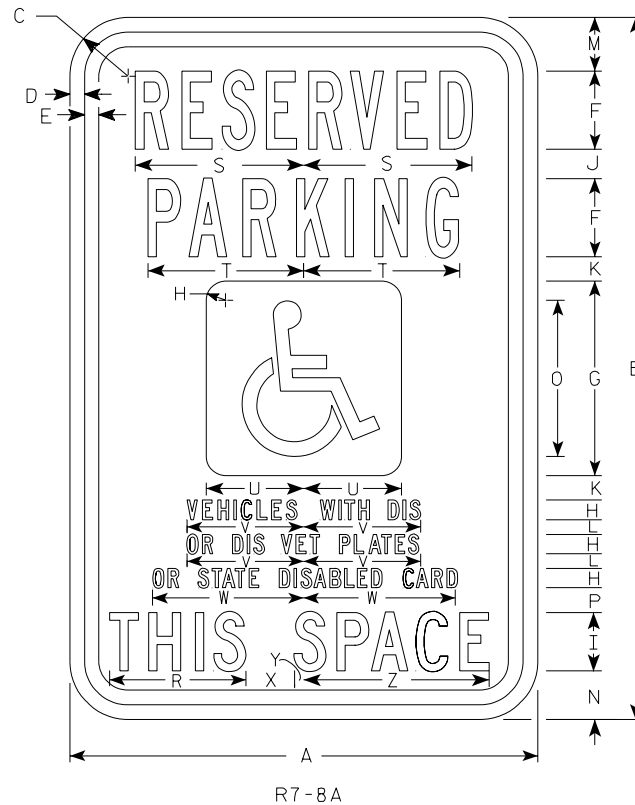 C
M
D
E
RESERVED
F
S S
J
PARKING
F
T T
K
H
O
G
B
U U
K
VEHICLES WITH DIS
H
V V
L
OR DIS VET PLATES
H
V V
L
OR STATE DISABLED CARD
H
W W
P
THIS SPACE
I
Y
R X Z
N
A
R7-8A